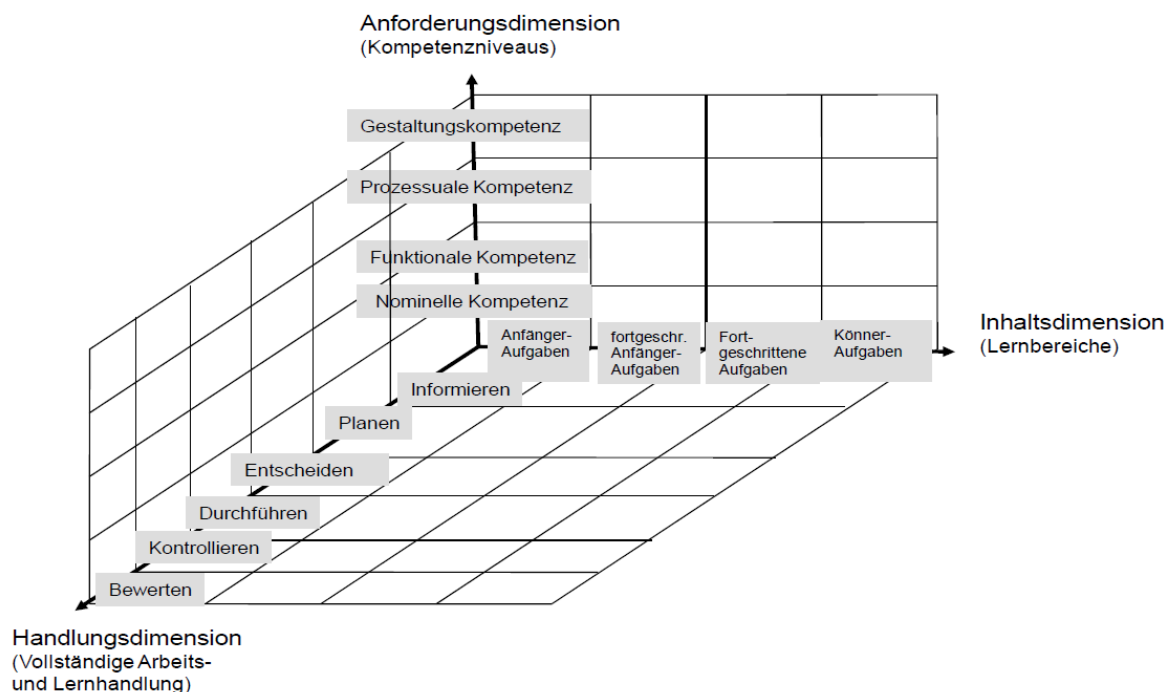 Anforderungsdimension
(Kompetenzniveaus)
Gestaltungskompetenz
Prozessuale Kompetenz
Funktionale Kompetenz
Nominelle Kompetenz
Anfänger-
Aufgaben
fortgeschr.
Anfänger-
Aufgaben
Fort-
geschrittene
Aufgaben
Könner-
Aufgaben
Inhaltsdimension
(Lernbereiche)
Informieren
Planen
Entscheiden
Durchführen
Kontrollieren
Bewerten
Handlungsdimension
(Vollständige Arbeits-
und Lernhandlung)